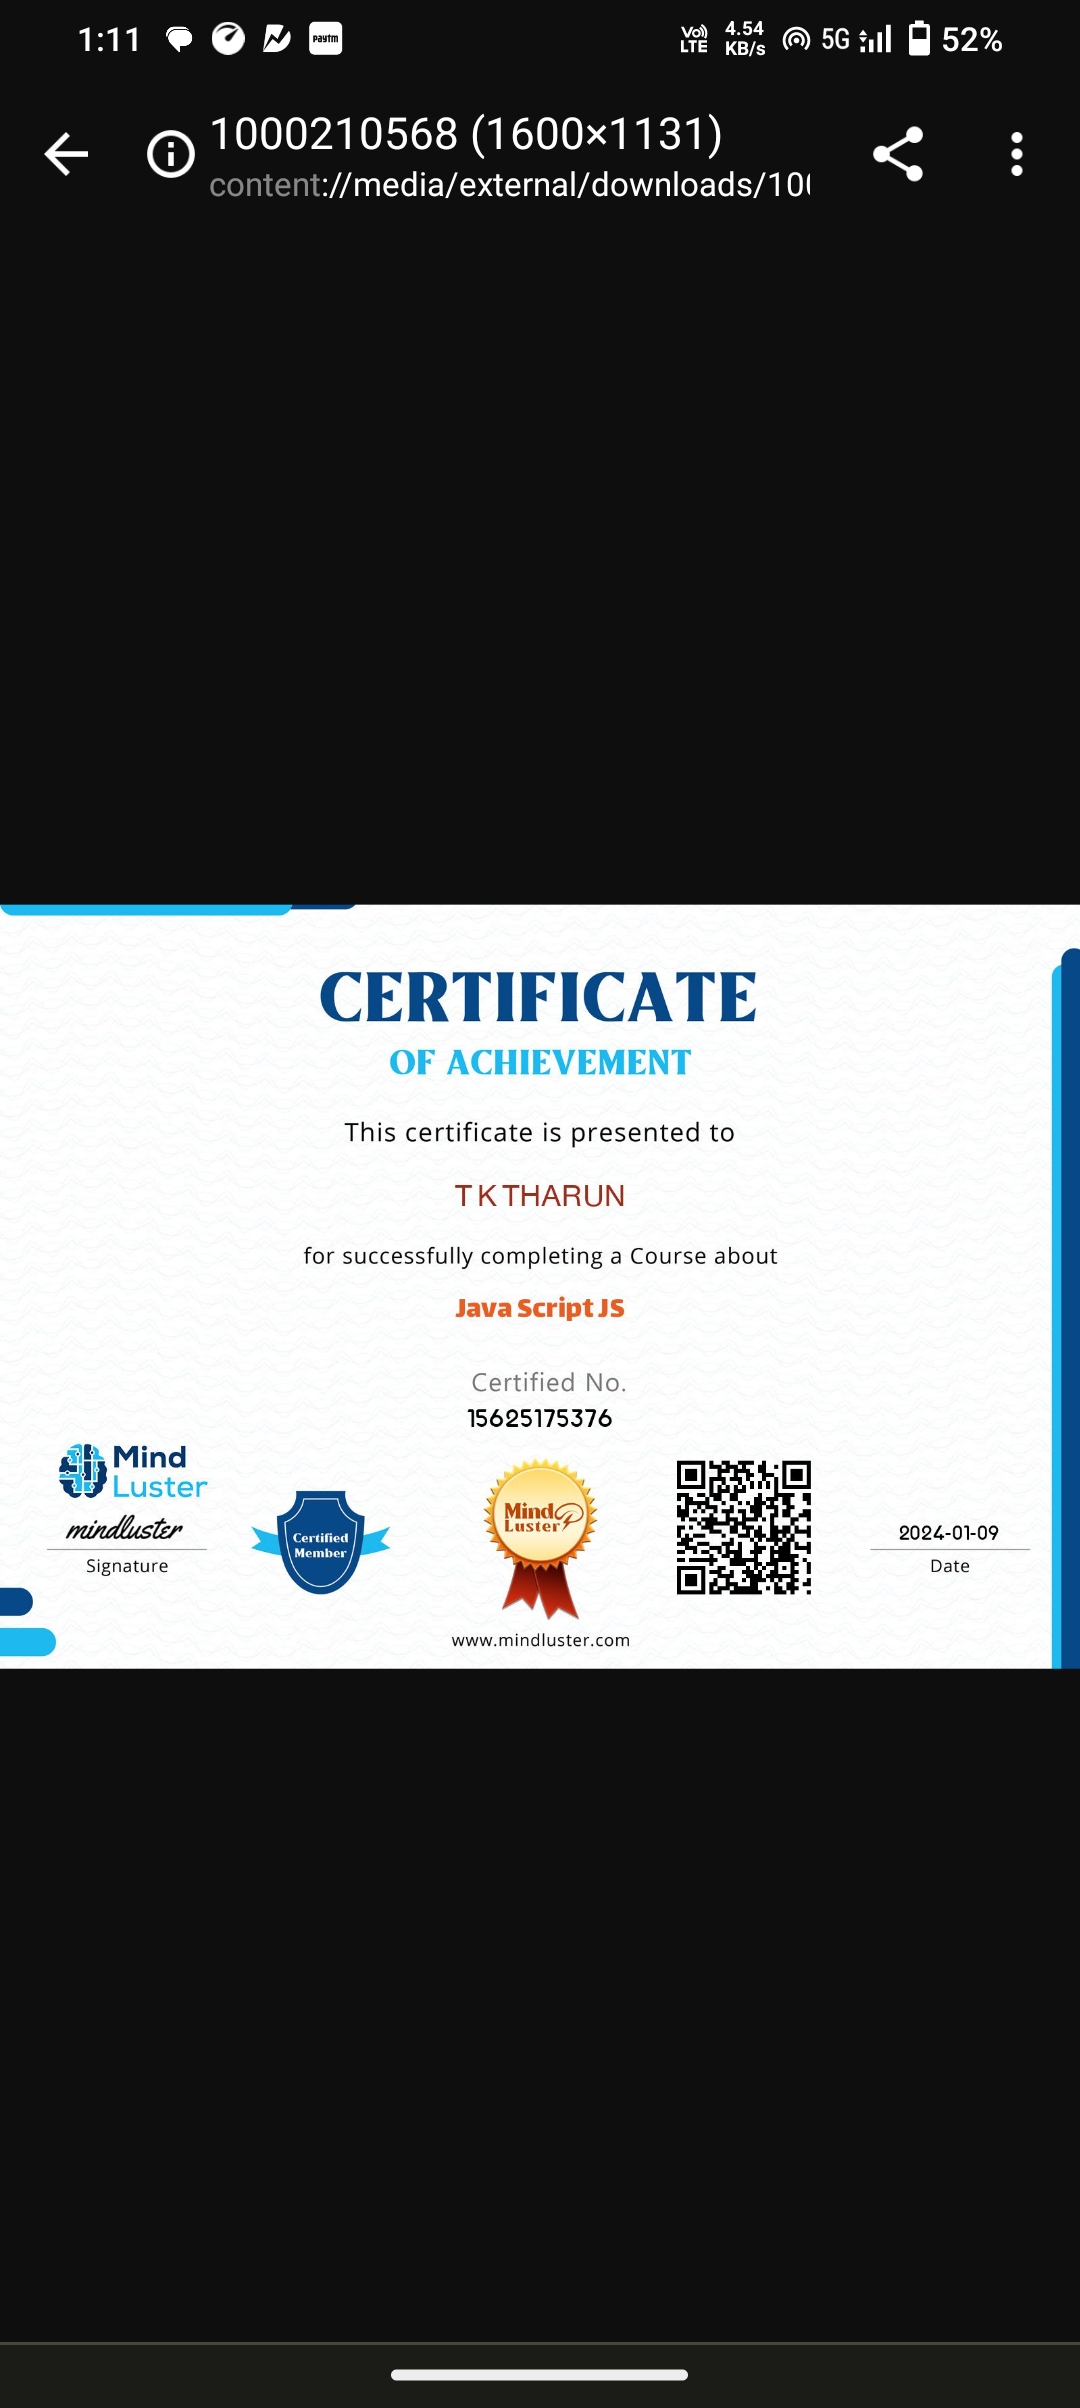 1:11
Paytm
Vo)) LTE
4.54 KB/s
5G
52%
1000210568 (1600×1131)
content://media/external/downloads/10
CERTIFICATE
OF ACHIEVEMENT
This certificate is presented to
T K THARUN
for successfully completing a Course about
Java Script JS
Certified No.
15625175376
Mind
Luster
mindluster
Signature
Certified
Member
Mind
Luster
2024-01-09
Date
www.mindluster.com